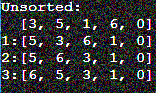 Unsorted:
  [3, 5, 1, 6, 0]
1:[5, 3, 6, 1, 0]
2:[5, 6, 3, 1, 0]
3:[6, 5, 3, 1, 0]